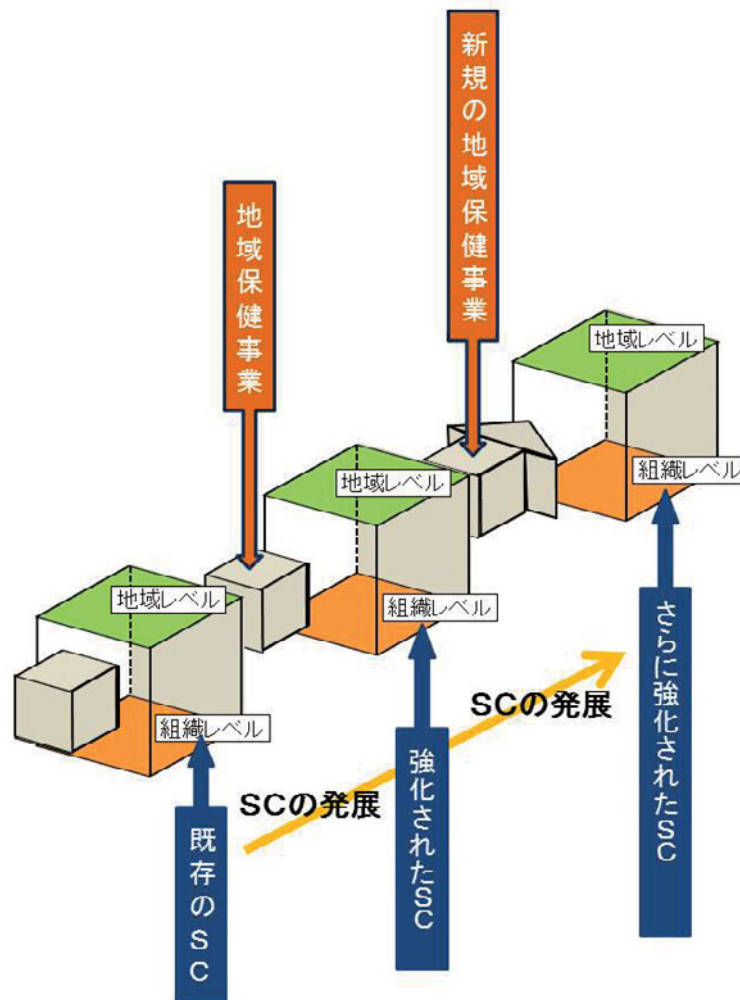 新規の地域保健事業
地域保健事業
地域レベル
組織レベル
地域レベル
組織レベル
地域レベル
組織レベル
SCの発展
SCの発展
既存のSC
強化されたSC
さらに強化されたSC